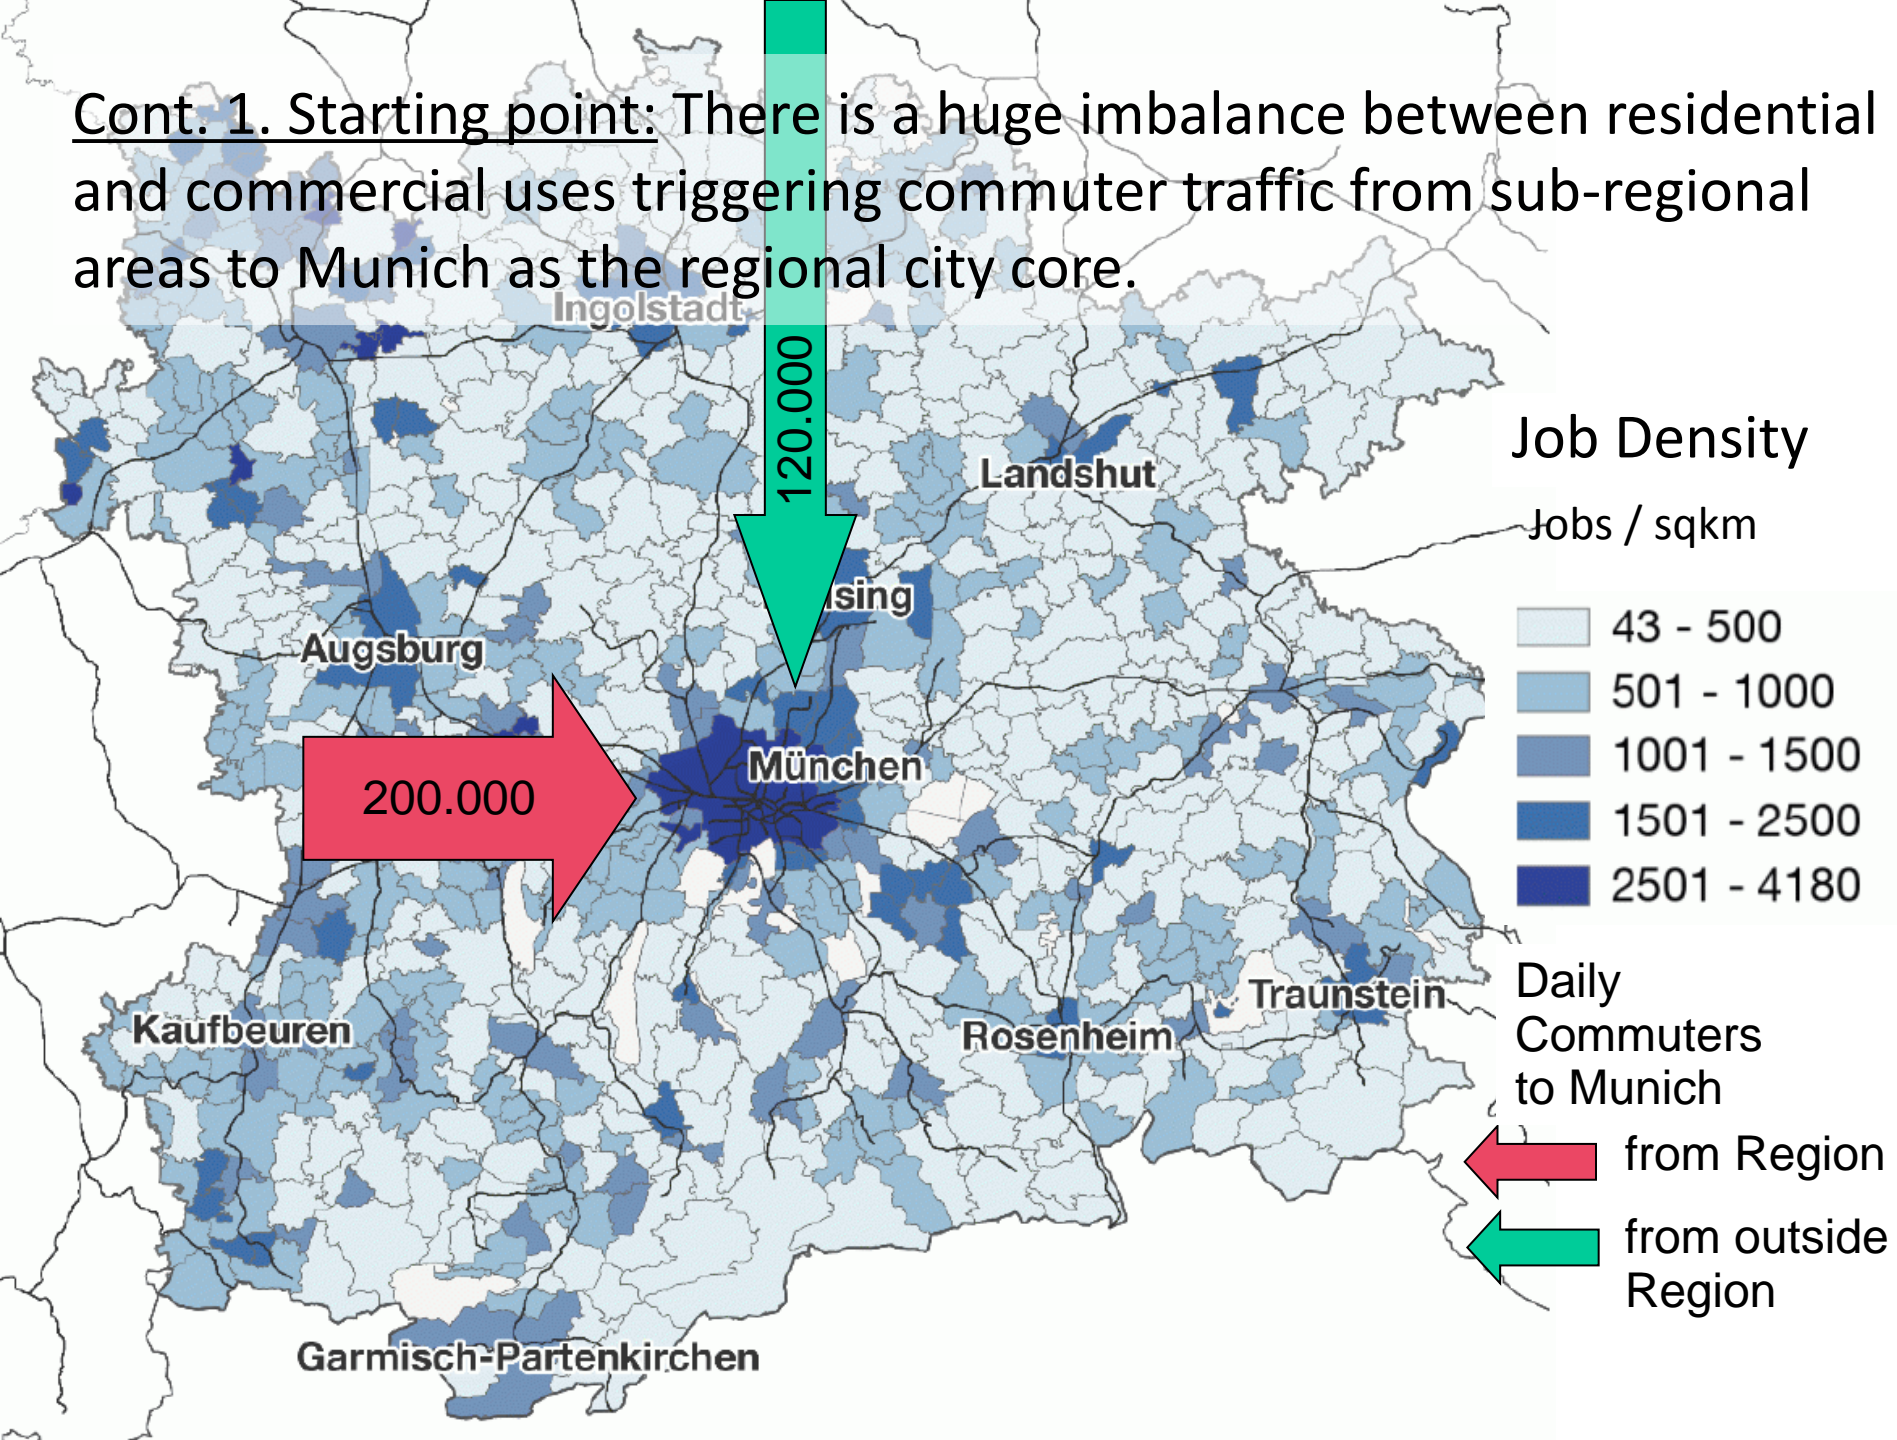 Cont. 1. Starting point: There is a huge imbalance between residential
and commercial uses triggering commuter traffic from sub-regional
areas to Munich as the regional city core.
Ingolstadt
120.000
Landshut
Job Density
Jobs / sqkm
43 - 500
501 - 1000
1001 - 1500
1501 - 2500
2501 - 4180
Augsburg
München
200.000
Kaufbeuren
Rosenheim
Traunstein
Garmisch-Partenkirchen
Daily
Commuters
to Munich
from Region
from outside
Region